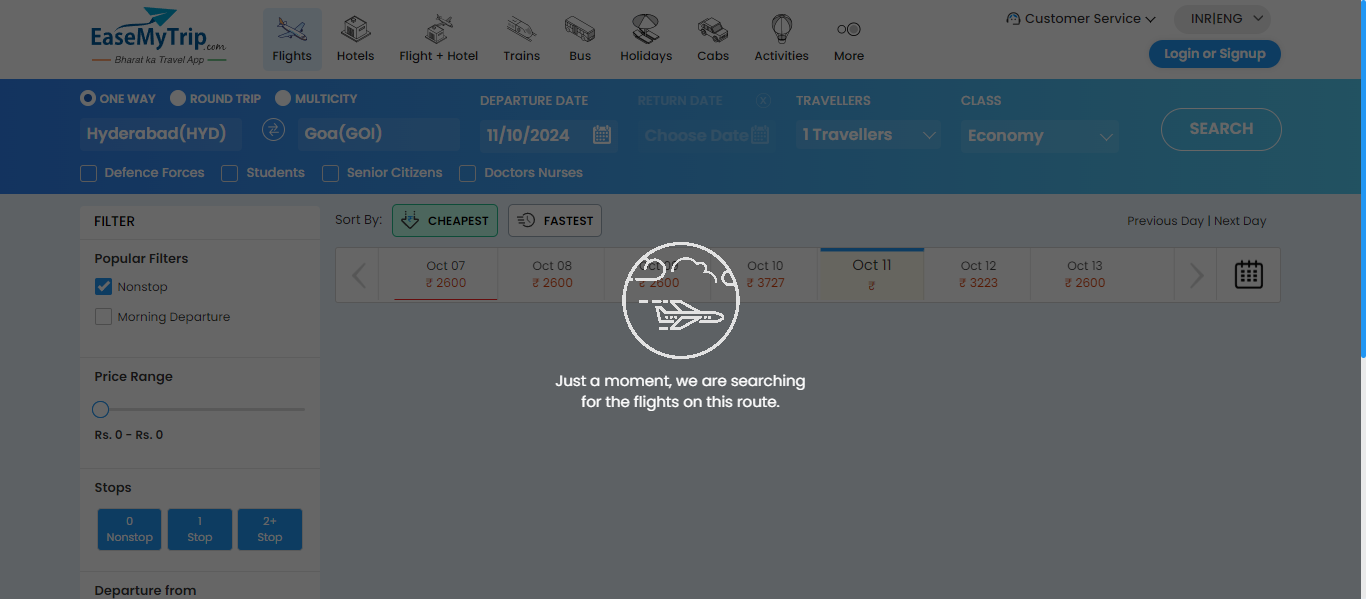 EaseMyTrip.com
Bharat ka Travel App
Flights
Hotels
Flight + Hotel
Trains
Bus
Holidays
Cabs
Activities
More
Customer Service
INR|ENG
Login or Signup
ONE WAY
ROUND TRIP
MULTICITY
DEPARTURE DATE
RETURN DATE
X
TRAVELLERS
CLASS
Hyderabad(HYD)
Goa(GOI)
11/10/2024
Choose Date
1 Travellers
Economy
SEARCH
Defence Forces
Students
Senior Citizens
Doctors Nurses
FILTER
Popular Filters
Nonstop
Morning Departure
Price Range
Rs. 0 - Rs. 0
Stops
0
Nonstop
1
Stop
2+
Stop
Departure from
Sort By:
CHEAPEST
FASTEST
Previous Day | Next Day
Oct 07
₹ 2600
Oct 08
₹ 2600
Oct 09
₹ 2600
Oct 10
₹ 3727
Oct 11
₹
Oct 12
₹ 3223
Oct 13
₹ 2600
Just a moment, we are searching
for the flights on this route.